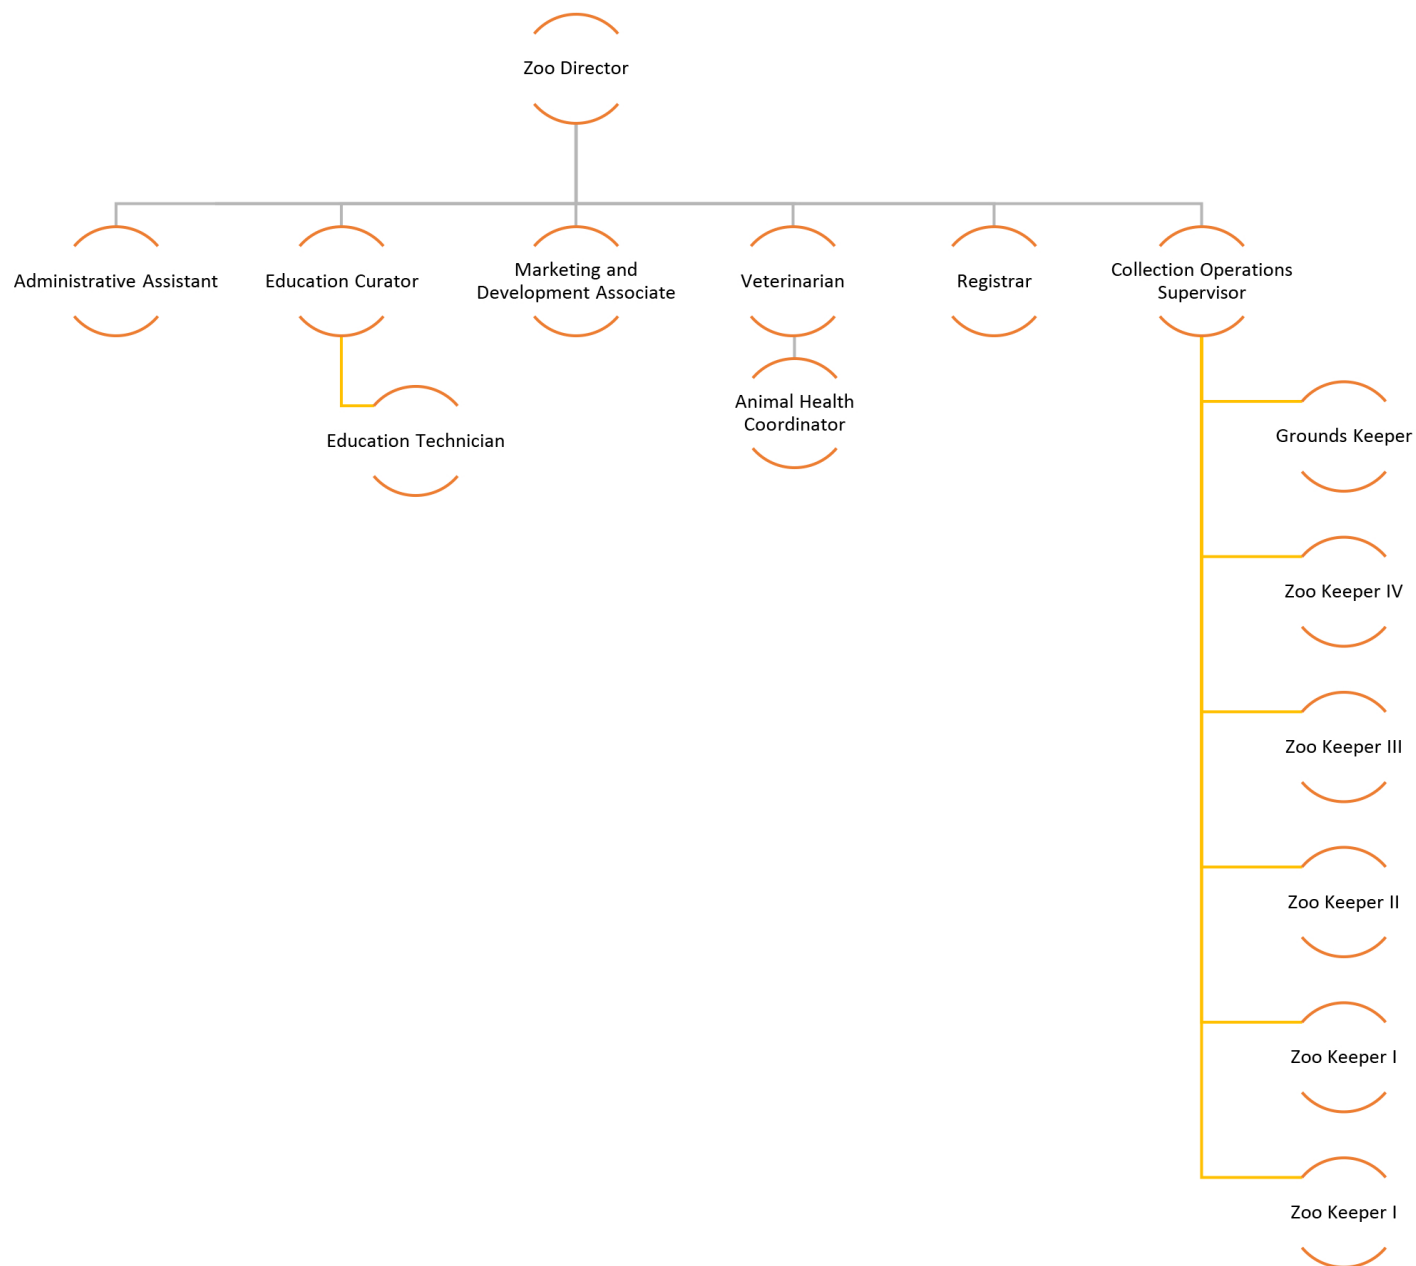 Zoo Director
Administrative Assistant
Education Curator
Marketing and
Development Associate
Veterinarian
Registrar
Collection Operations
Supervisor
Education Technician
Animal Health
Coordinator
Grounds Keeper
Zoo Keeper IV
Zoo Keeper III
Zoo Keeper II
Zoo Keeper I
Zoo Keeper I